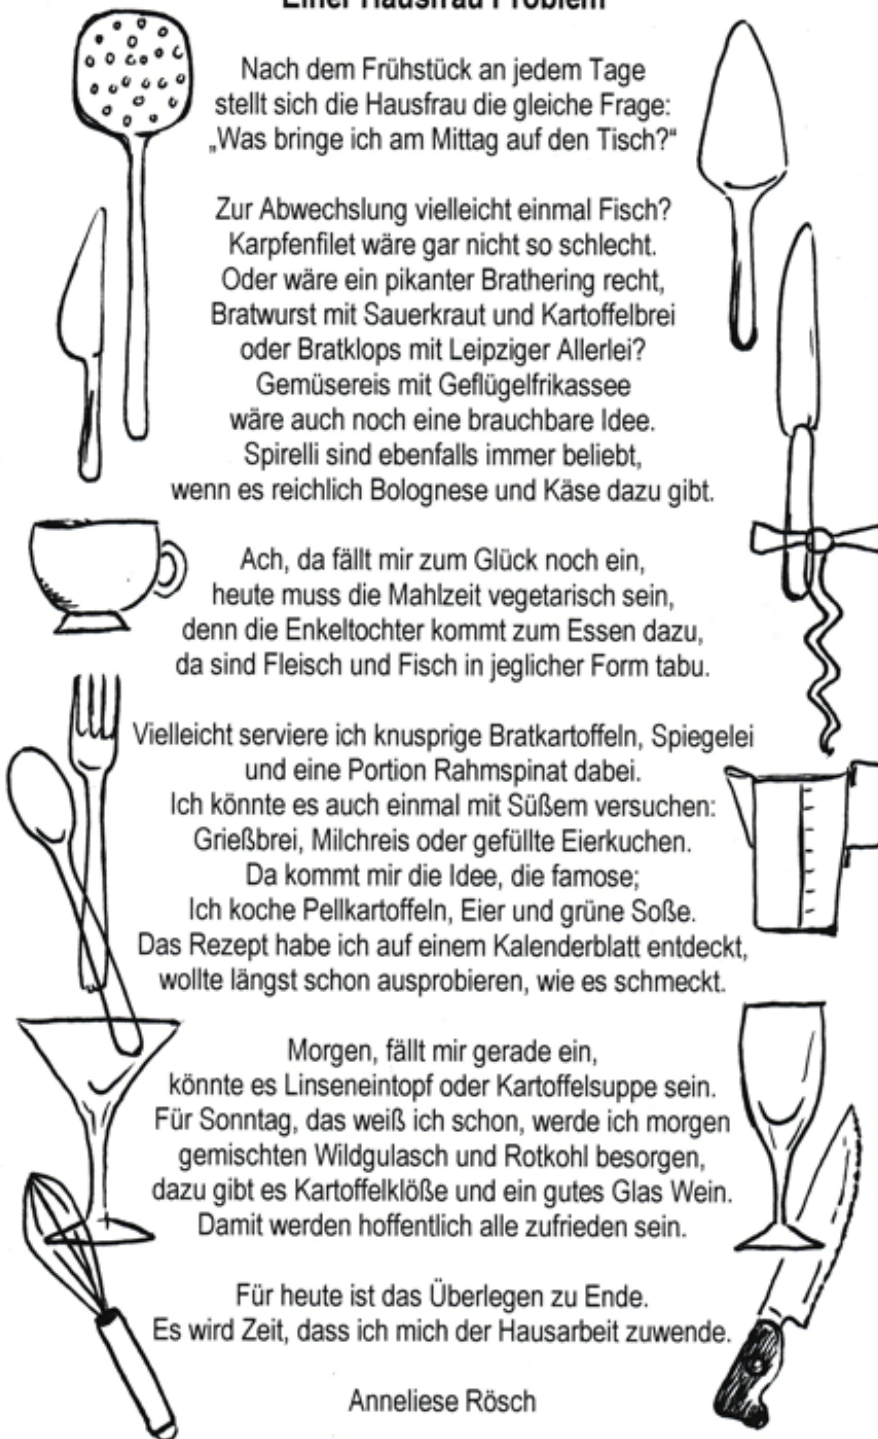 Einer Hausfrau Problem
Nach dem Frühstück an jedem Tage
stellt sich die Hausfrau die gleiche Frage:
„Was bringe ich am Mittag auf den Tisch?“
Zur Abwechslung vielleicht einmal Fisch?
Karpfenfilet wäre gar nicht so schlecht.
Oder wäre ein pikanter Brathering recht,
Bratwurst mit Sauerkraut und Kartoffelbrei
oder Bratklops mit Leipziger Allerlei?
Gemüsereis mit Geflügelfrikassee
wäre auch noch eine brauchbare Idee.
Spirelli sind ebenfalls immer beliebt,
wenn es reichlich Bolognese und Käse dazu gibt.
Ach, da fällt mir zum Glück noch ein,
heute muss die Mahlzeit vegetarisch sein,
denn die Enkeltochter kommt zum Essen dazu,
da sind Fleisch und Fisch in jeglicher Form tabu.
Vielleicht serviere ich knusprige Bratkartoffeln, Spiegelei
und eine Portion Rahmspinat dabei.
Ich könnte es auch einmal mit Süßem versuchen:
Grießbrei, Milchreis oder gefüllte Eierkuchen.
Da kommt mir die Idee, die famose;
Ich koche Pellkartoffeln, Eier und grüne Soße.
Das Rezept habe ich auf einem Kalenderblatt entdeckt,
wollte längst schon ausprobieren, wie es schmeckt.
Morgen, fällt mir gerade ein,
könnte es Linseneintopf oder Kartoffelsuppe sein.
Für Sonntag, das weiß ich schon, werde ich morgen
gemischten Wildgulasch und Rotkohl besorgen,
dazu gibt es Kartoffelklöße und ein gutes Glas Wein.
Damit werden hoffentlich alle zufrieden sein.
Für heute ist das Überlegen zu Ende.
Es wird Zeit, dass ich mich der Hausarbeit zuwende.
Anneliese Rösch